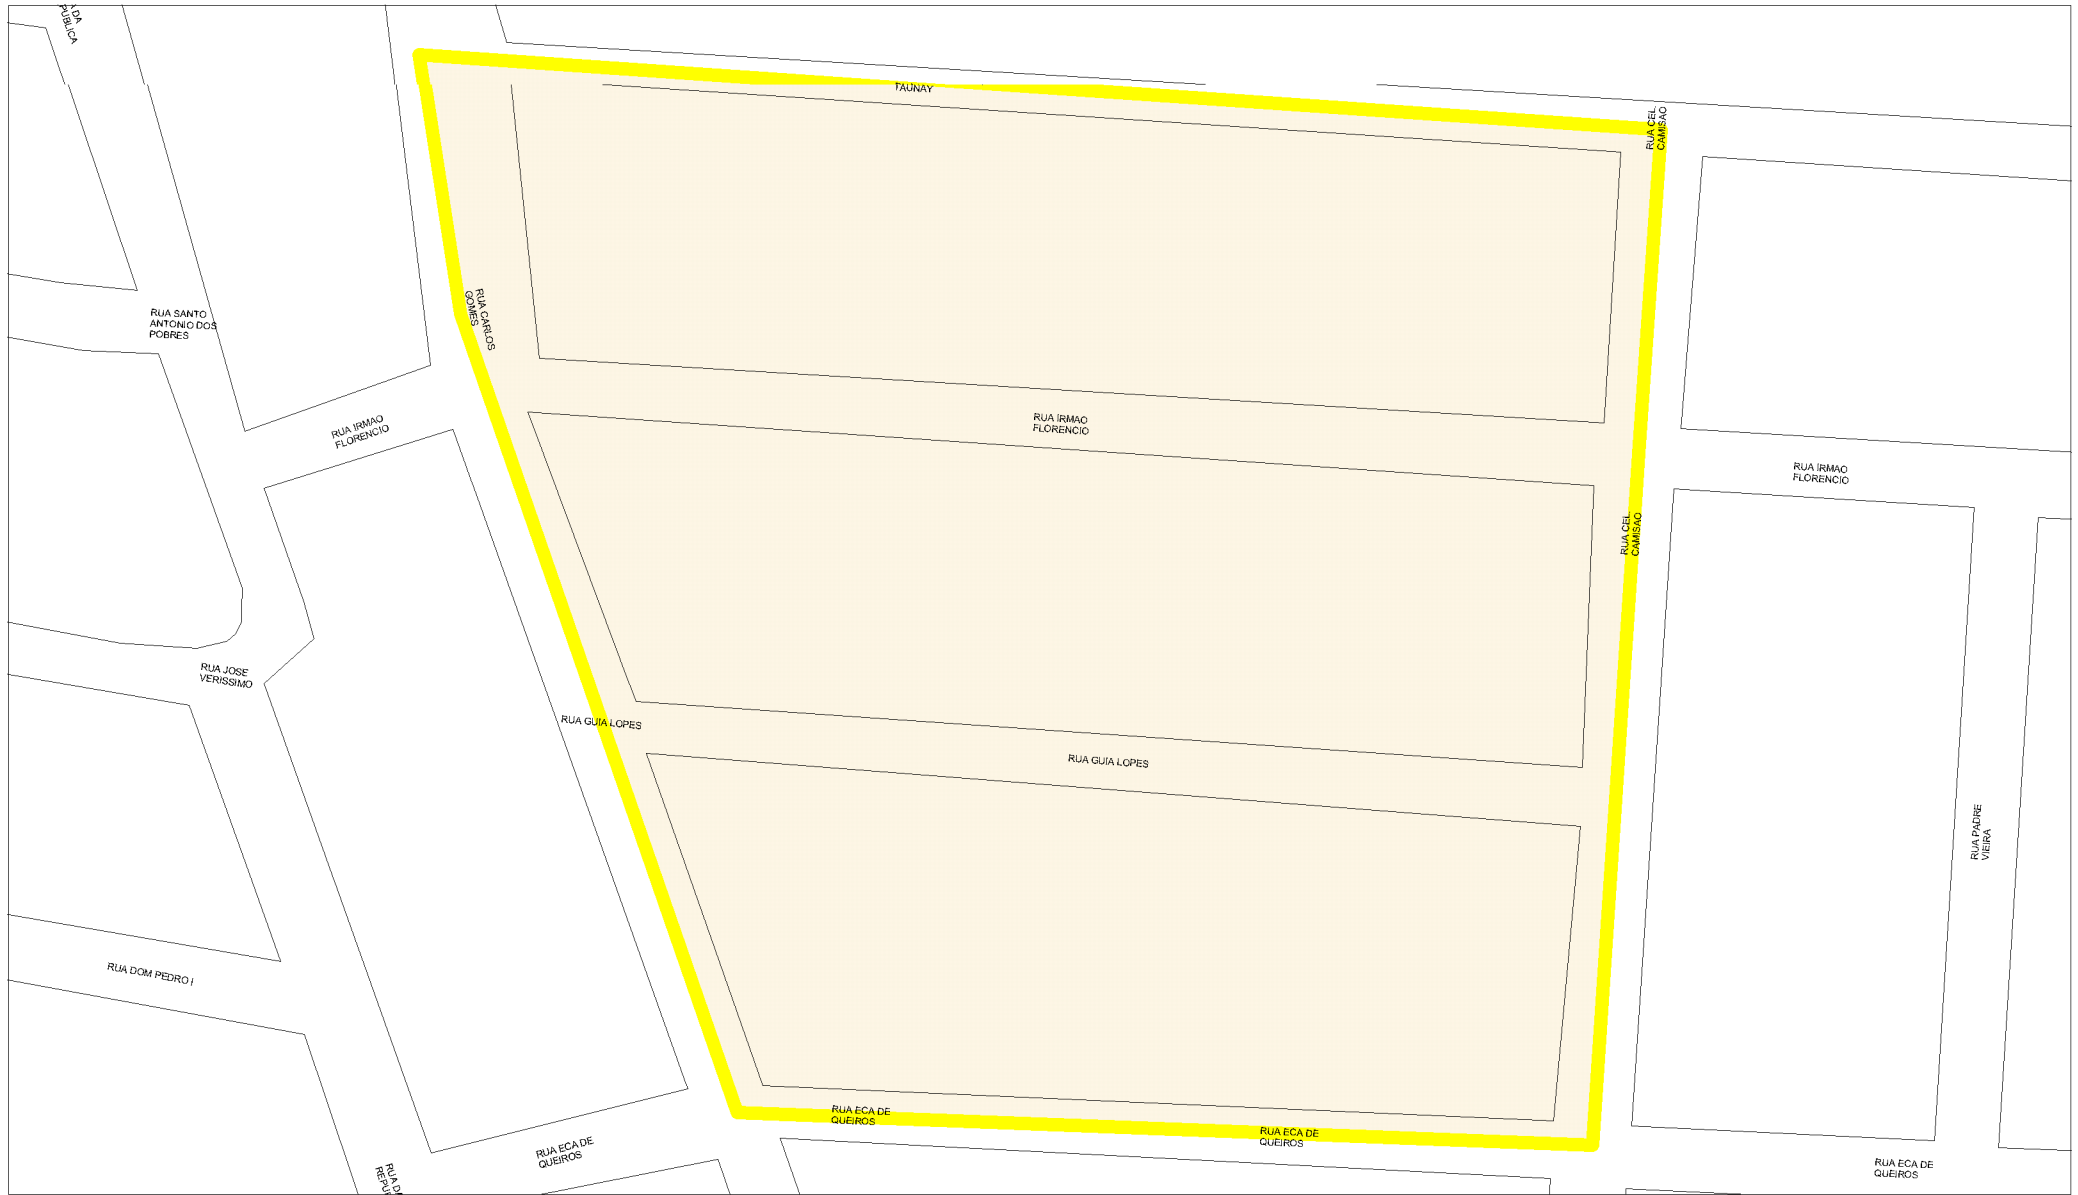 TAUNAY
RUA CEL.
CAMISAO
RUA SANTO
ANTONIO DOS
POBRES
RUA CARLOS
GOMES
RUA IRMAO
FLORENCIO
RUA IRMAO
FLORENCIO
RUA IRMAO
FLORENCIO
RUA CEL.
CAMISAO
RUA JOSE
VERISSIMO
RUA GUIA LOPES
RUA GUIA LOPES
RUA PADRE
VIEIRA
RUA DOM PEDRO I
RUA ECA DE
QUEIROS
RUA ECA DE
QUEIROS
RUA ECA DE
QUEIROS
RUA ECA DE
QUEIROS